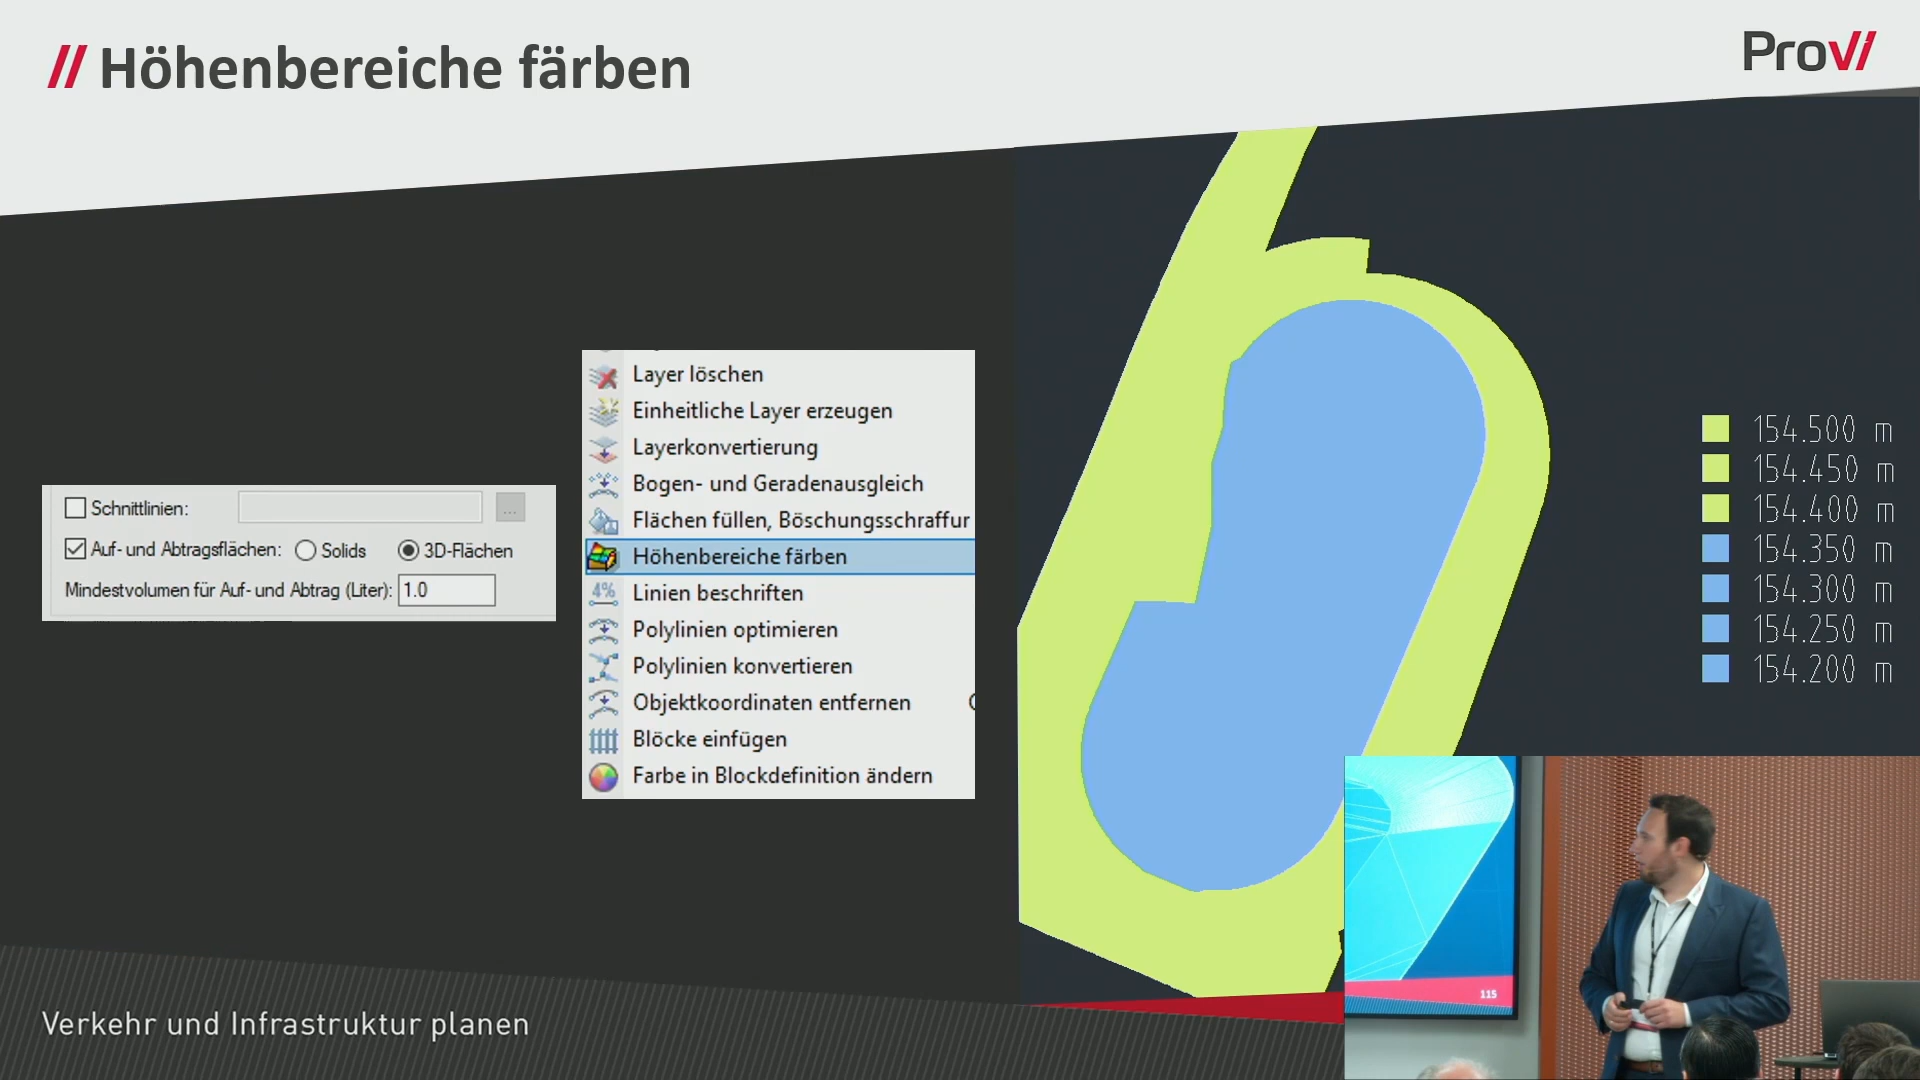 // Höhenbereiche färben
ProVI
Schnittlinien:
...
Auf- und Abtragsflächen: Solids 3D-Flächen
Mindestvolumen für Auf- und Abtrag (Liter): 1.0
Layer löschen
Einheitliche Layer erzeugen
Layerkonvertierung
Bogen- und Geradenausgleich
Flächen füllen, Böschungsschraffur
Höhenbereiche färben
4%
Linien beschriften
Polylinien optimieren
Polylinien konvertieren
Objektkoordinaten entfernen
Blöcke einfügen
Farbe in Blockdefinition ändern
154.500 m
154.450 m
154.400 m
154.350 m
154.300 m
154.250 m
154.200 m
115
Verkehr und Infrastruktur planen